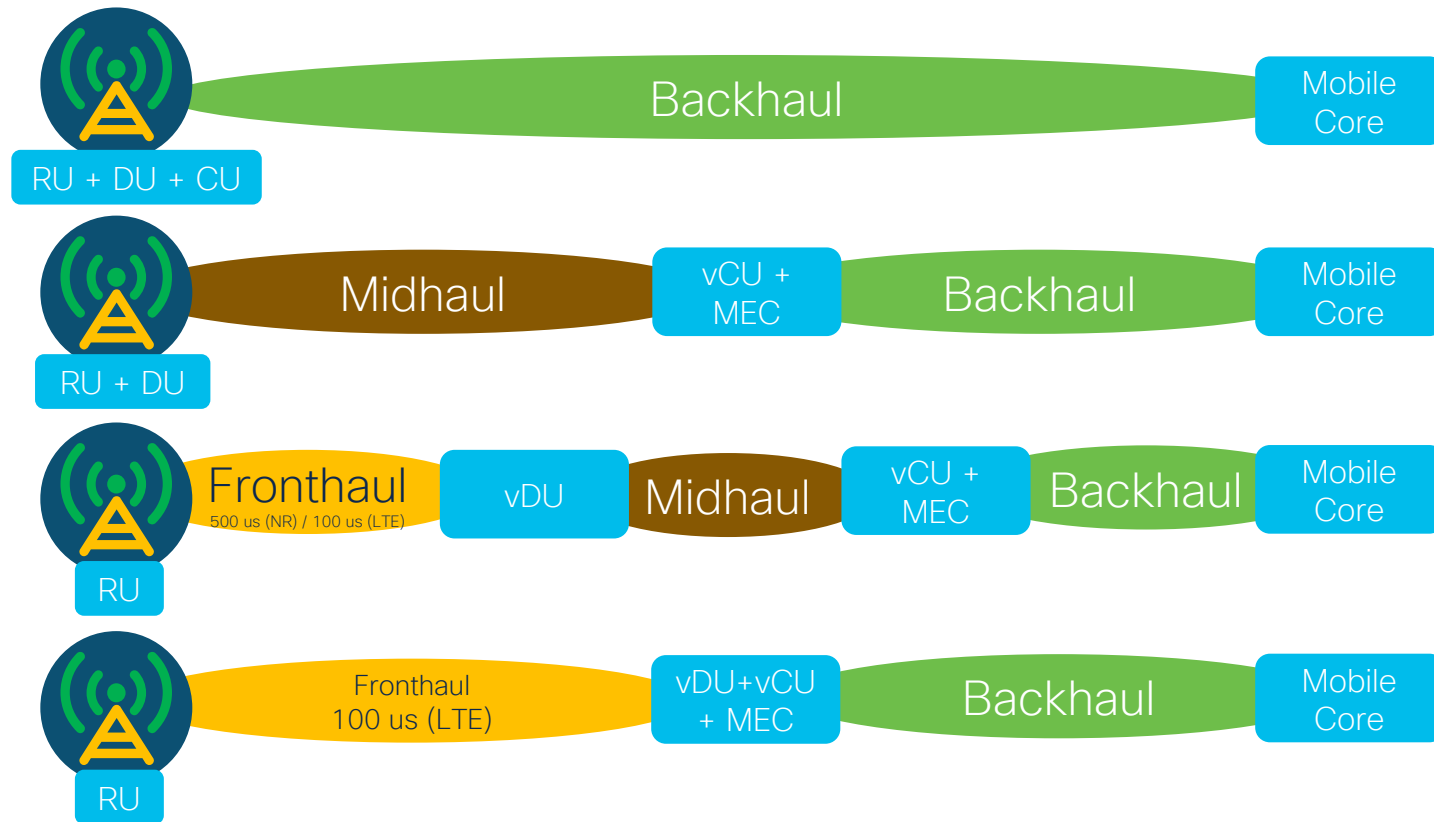 Backhaul
Mobile
Core
RU + DU + CU
Midhaul
vCU +
MEC
Backhaul
Mobile
Core
RU + DU
Fronthaul
500 us (NR) / 100 us (LTE)
vDU
Midhaul
vCU +
MEC
Backhaul
Mobile
Core
RU
Fronthaul
100 us (LTE)
vDU+vCU
+ MEC
Backhaul
Mobile
Core
RU